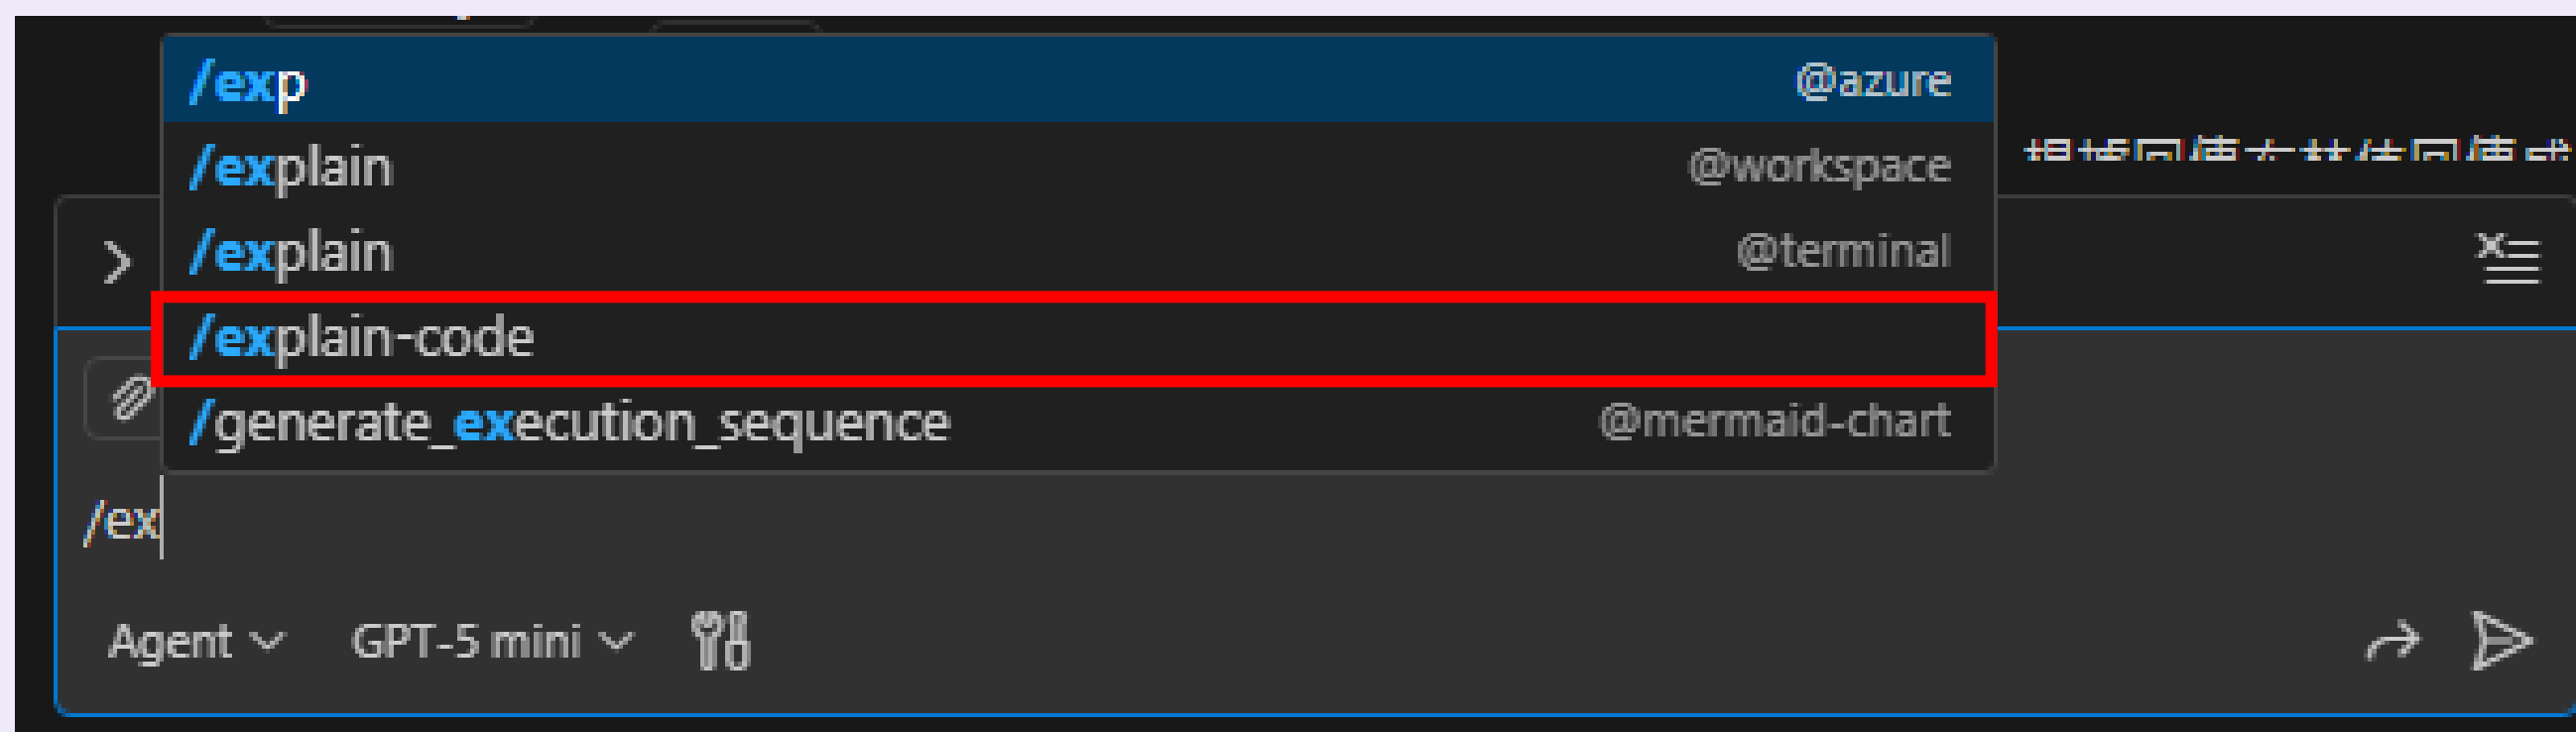 /exp @azure
/explain @workspace
/explain @terminal
/explain-code
/generate_execution_sequence @mermaid-chart
/ex
Agent GPT-5 mini